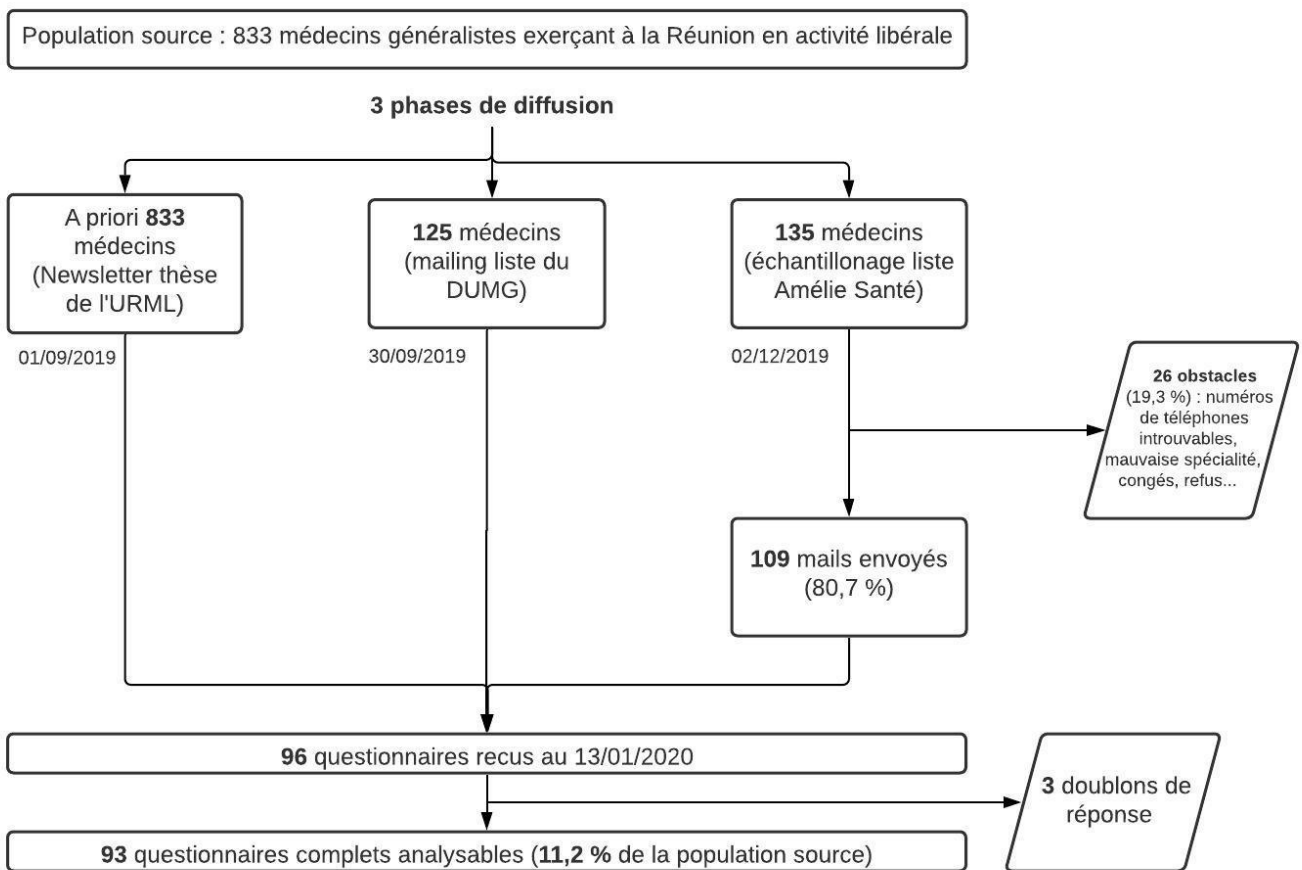 Population source : 833 médecins généralistes exerçant à la Réunion en activité libérale
3 phases de diffusion
A priori 833
médecins
(Newsletter thèse
de l'URML)
125 médecins
(mailing liste du
DUMG)
135 médecins
(échantillonage liste
Amélie Santé)
01/09/2019
30/09/2019
02/12/2019
26 obstacles
(19,3 %) : numéros
de téléphones
introuvables,
mauvaise spécialité,
congés, refus...
109 mails envoyés
(80,7 %)
96 questionnaires recus au 13/01/2020
3 doublons de
réponse
93 questionnaires complets analysables (11,2 % de la population source)